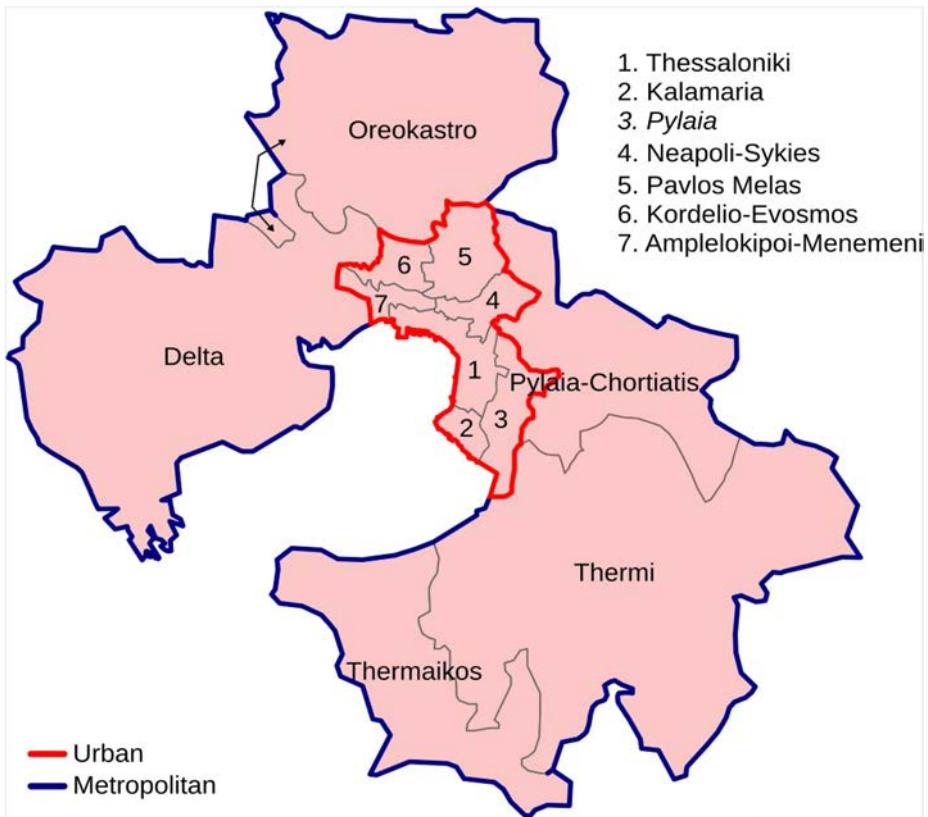 1. Thessaloniki
2. Kalamaria
3. Pylaia
4. Neapoli-Sykies
5. Pavlos Melas
6. Kordelio-Evosmos
7. Amplelokipoi-Menemeni
Oreokastro
5
6
4
7
Delta
1
Pylaia-Chortiatis
3
2
Thermi
Thermaikos
Urban
Metropolitan